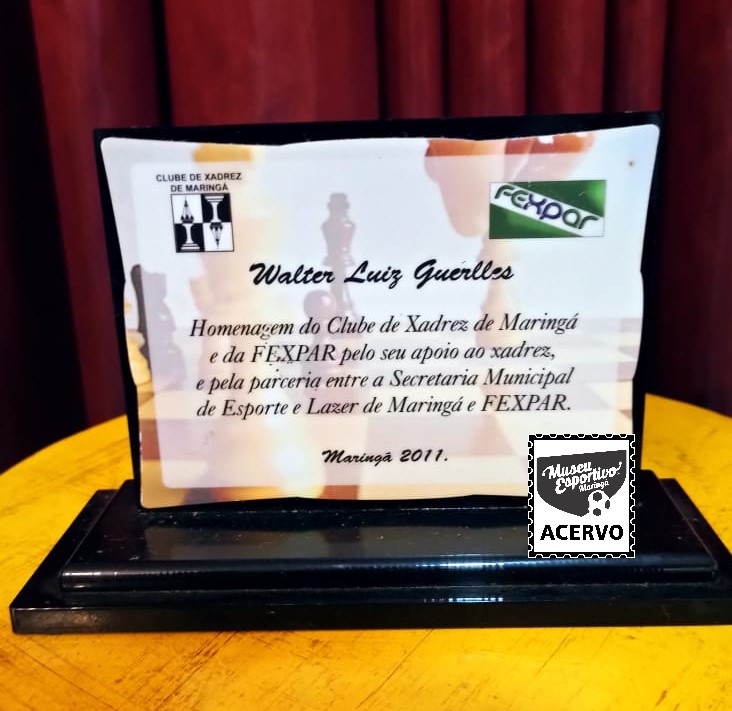 CLUBE DE XADREZ
DE MARINGÁ
FEXPAR
Walter Luiz Guerlles
Homenagem do Clube de Xadrez de Maringá
e da FEXPAR pelo seu apoio ao xadrez,
e pela parceria entre a Secretaria Municipal
de Esporte e Lazer de Maringá e FEXPAR.
Maringá 2011.
Museu
Esportivo
Maringá
ACERVO